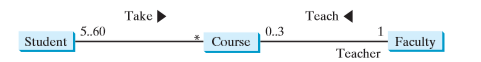 Take ▶ Teach ◀
5..60 * 0..3 1
Student Course Faculty
Teacher